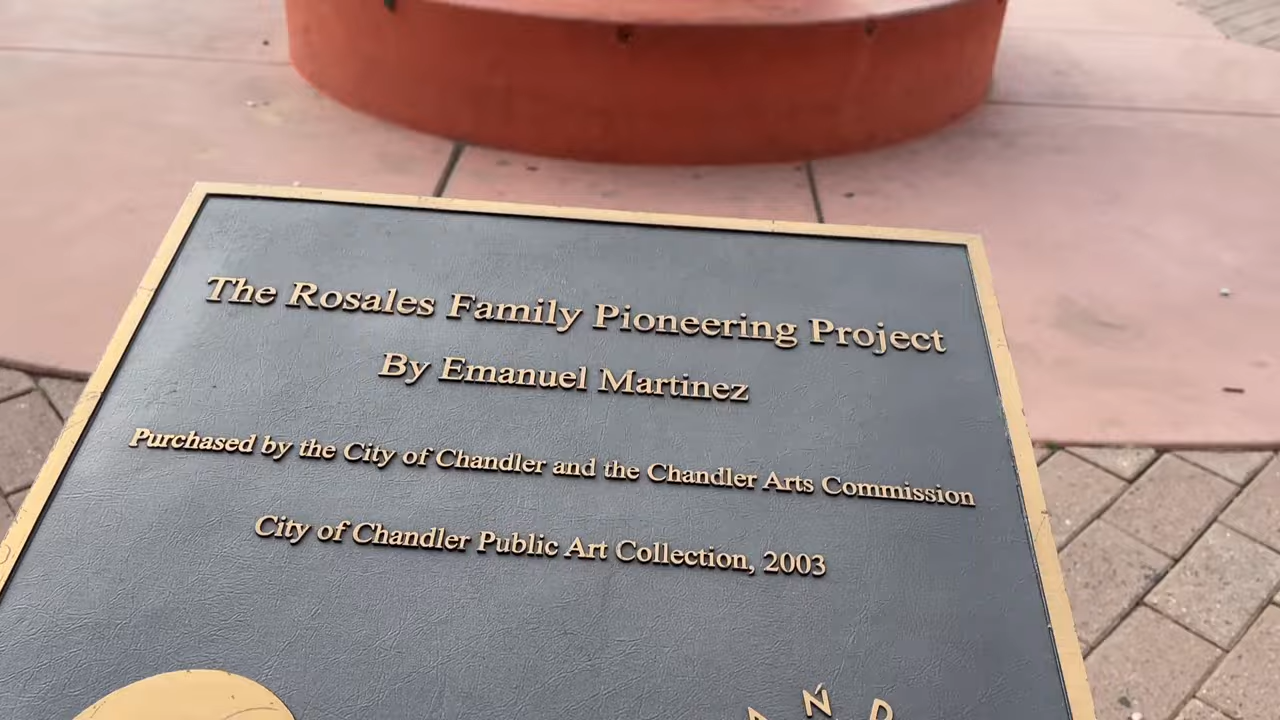 The Rosales Family Pioneering Project
By Emanuel Martinez
Purchased by the City of Chandler and the Chandler Arts Commission
City of Chandler Public Art Collection, 2003